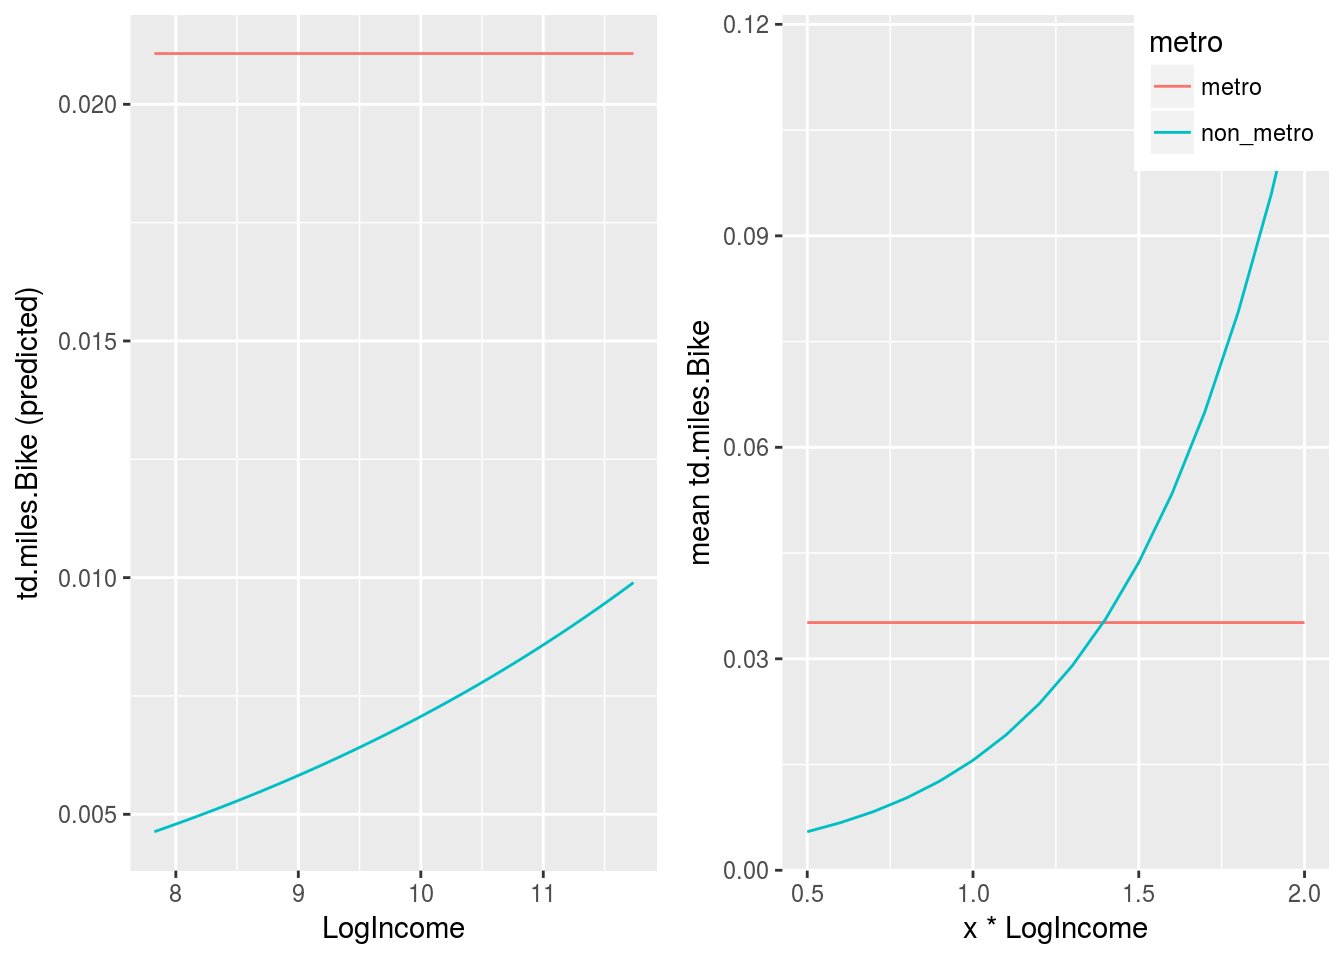 td.miles.Bike (predicted)
0.020
0.015
0.010
0.005
8 9 10 11
LogIncome
mean td.miles.Bike
0.12
0.09
0.06
0.03
0.00
0.5 1.0 1.5 2.0
x * LogIncome
metro
metro
non_metro